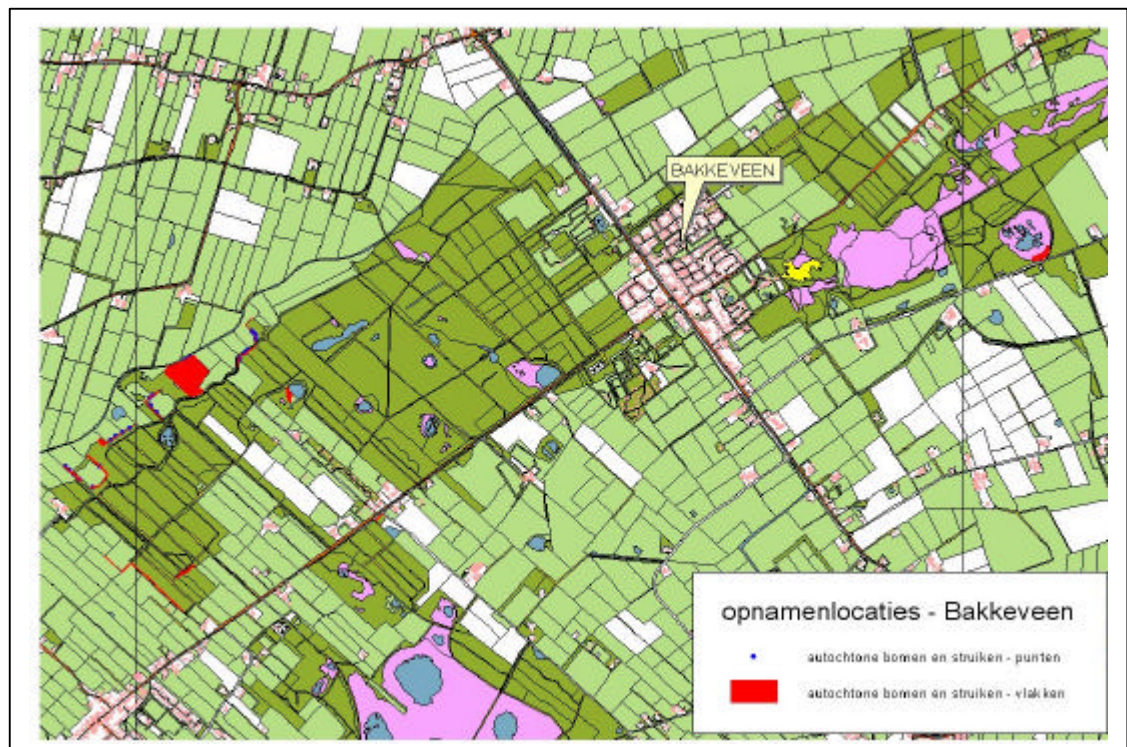 BAKKEVEEN
opnamenlocaties - Bakkeveen
autochtone bomen en struiken - punten
autochtone bomen en struiken - vlakken